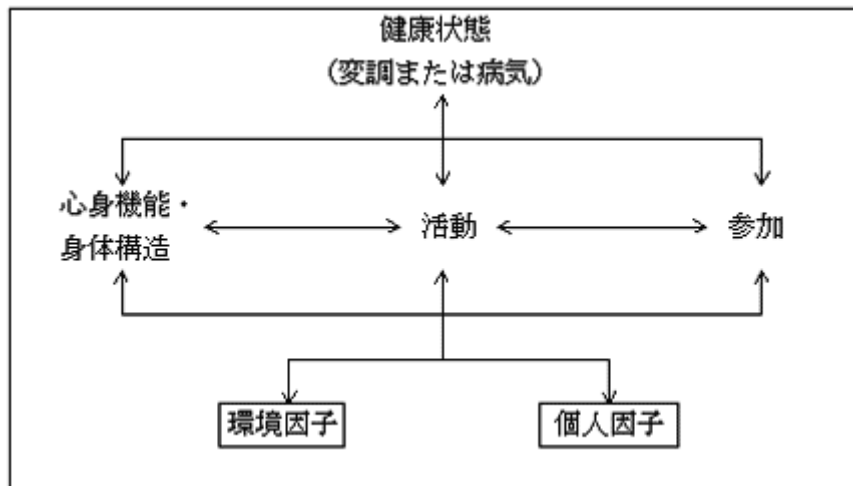 健康状態
（変調または病気）
心身機能・
身体構造
活動
参加
環境因子
個人因子